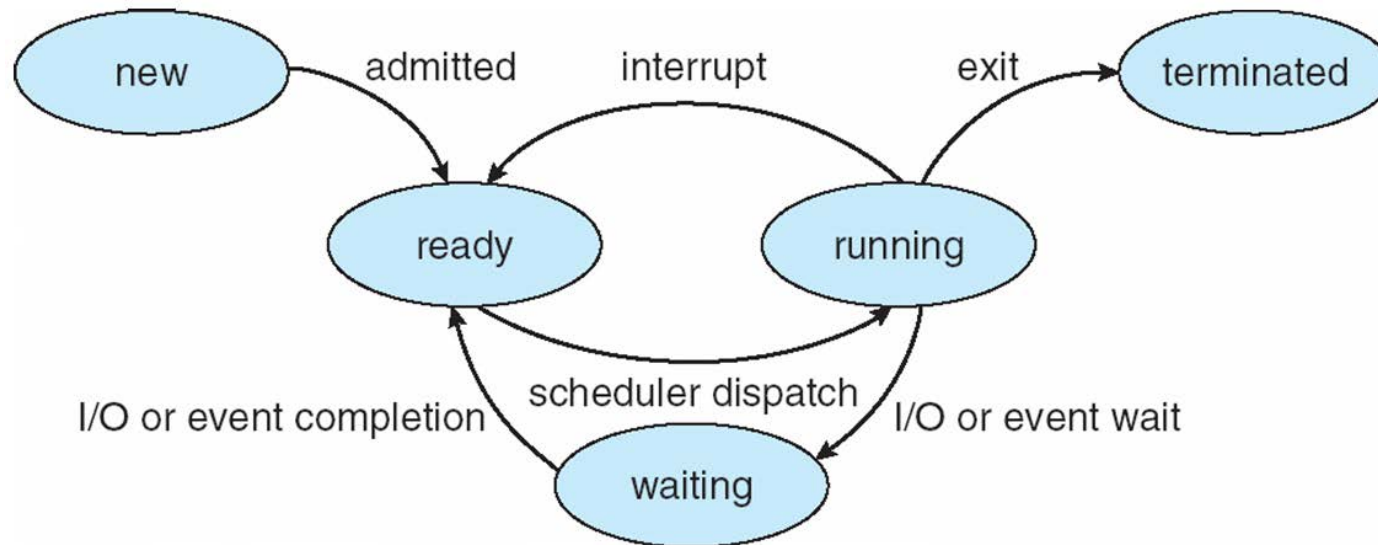 new
admitted
interrupt
exit
terminated
ready
running
scheduler dispatch
I/O or event completion
I/O or event wait
waiting